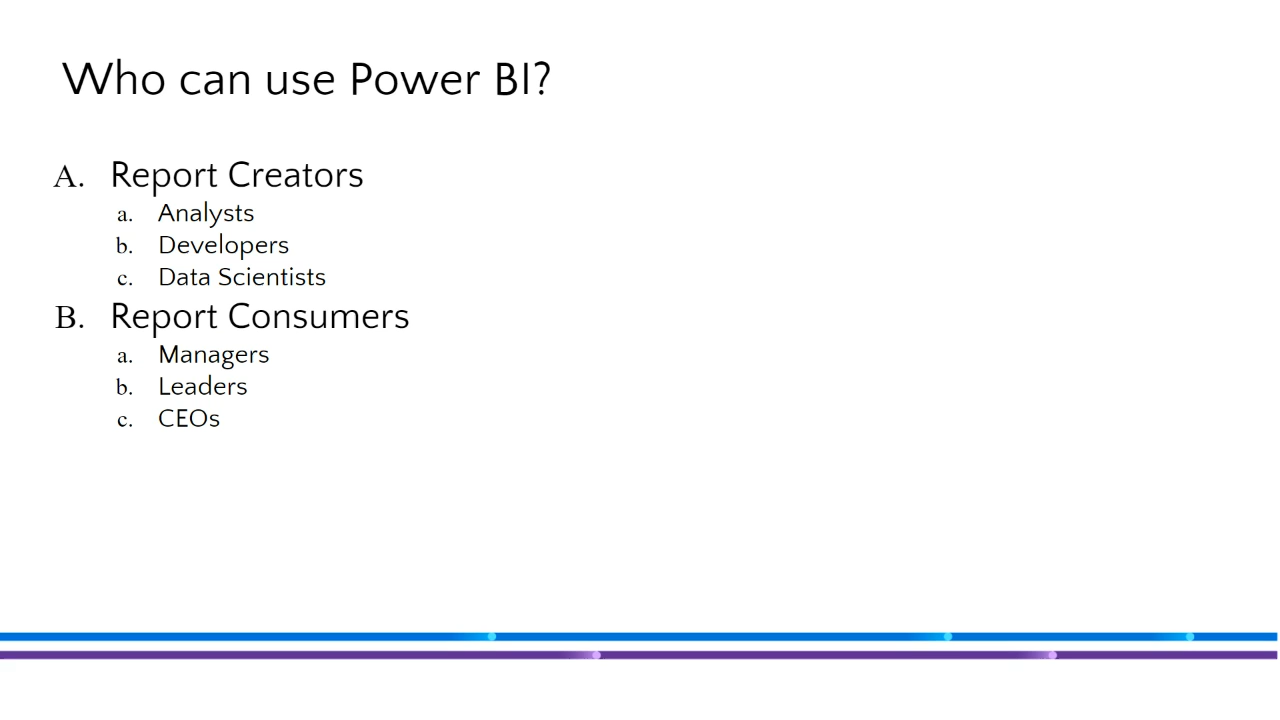 Who can use Power BI?
A. Report Creators
a. Analysts
b. Developers
c. Data Scientists
B. Report Consumers
a. Managers
b. Leaders
c. CEOs